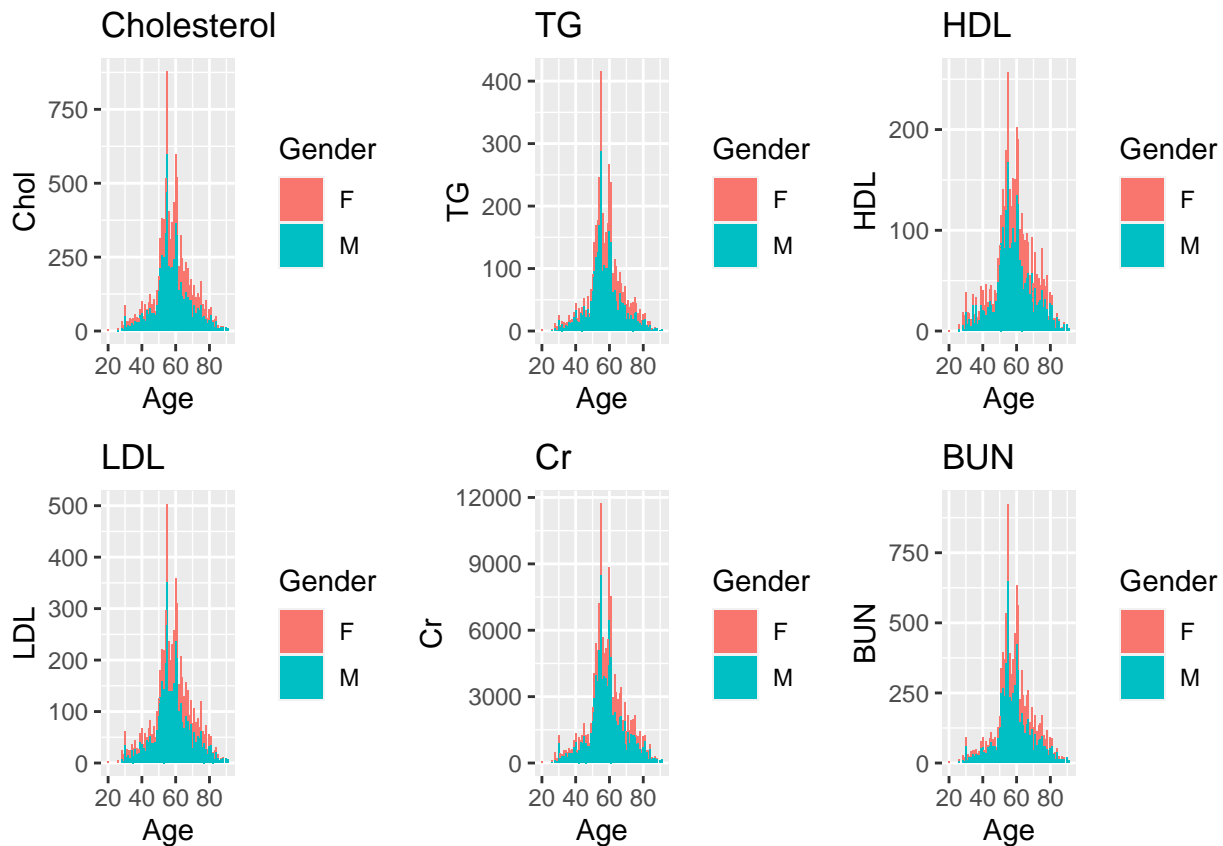 Cholesterol
Chol
750
500
250
0
20 40 60 80
Age
Gender
F
M
TG
TG
400
300
200
100
0
20 40 60 80
Age
Gender
F
M
HDL
HDL
200
100
0
20 40 60 80
Age
Gender
F
M
LDL
LDL
500
400
300
200
100
0
20 40 60 80
Age
Gender
F
M
Cr
Cr
12000
9000
6000
3000
0
20 40 60 80
Age
Gender
F
M
BUN
BUN
750
500
250
0
20 40 60 80
Age
Gender
F
M